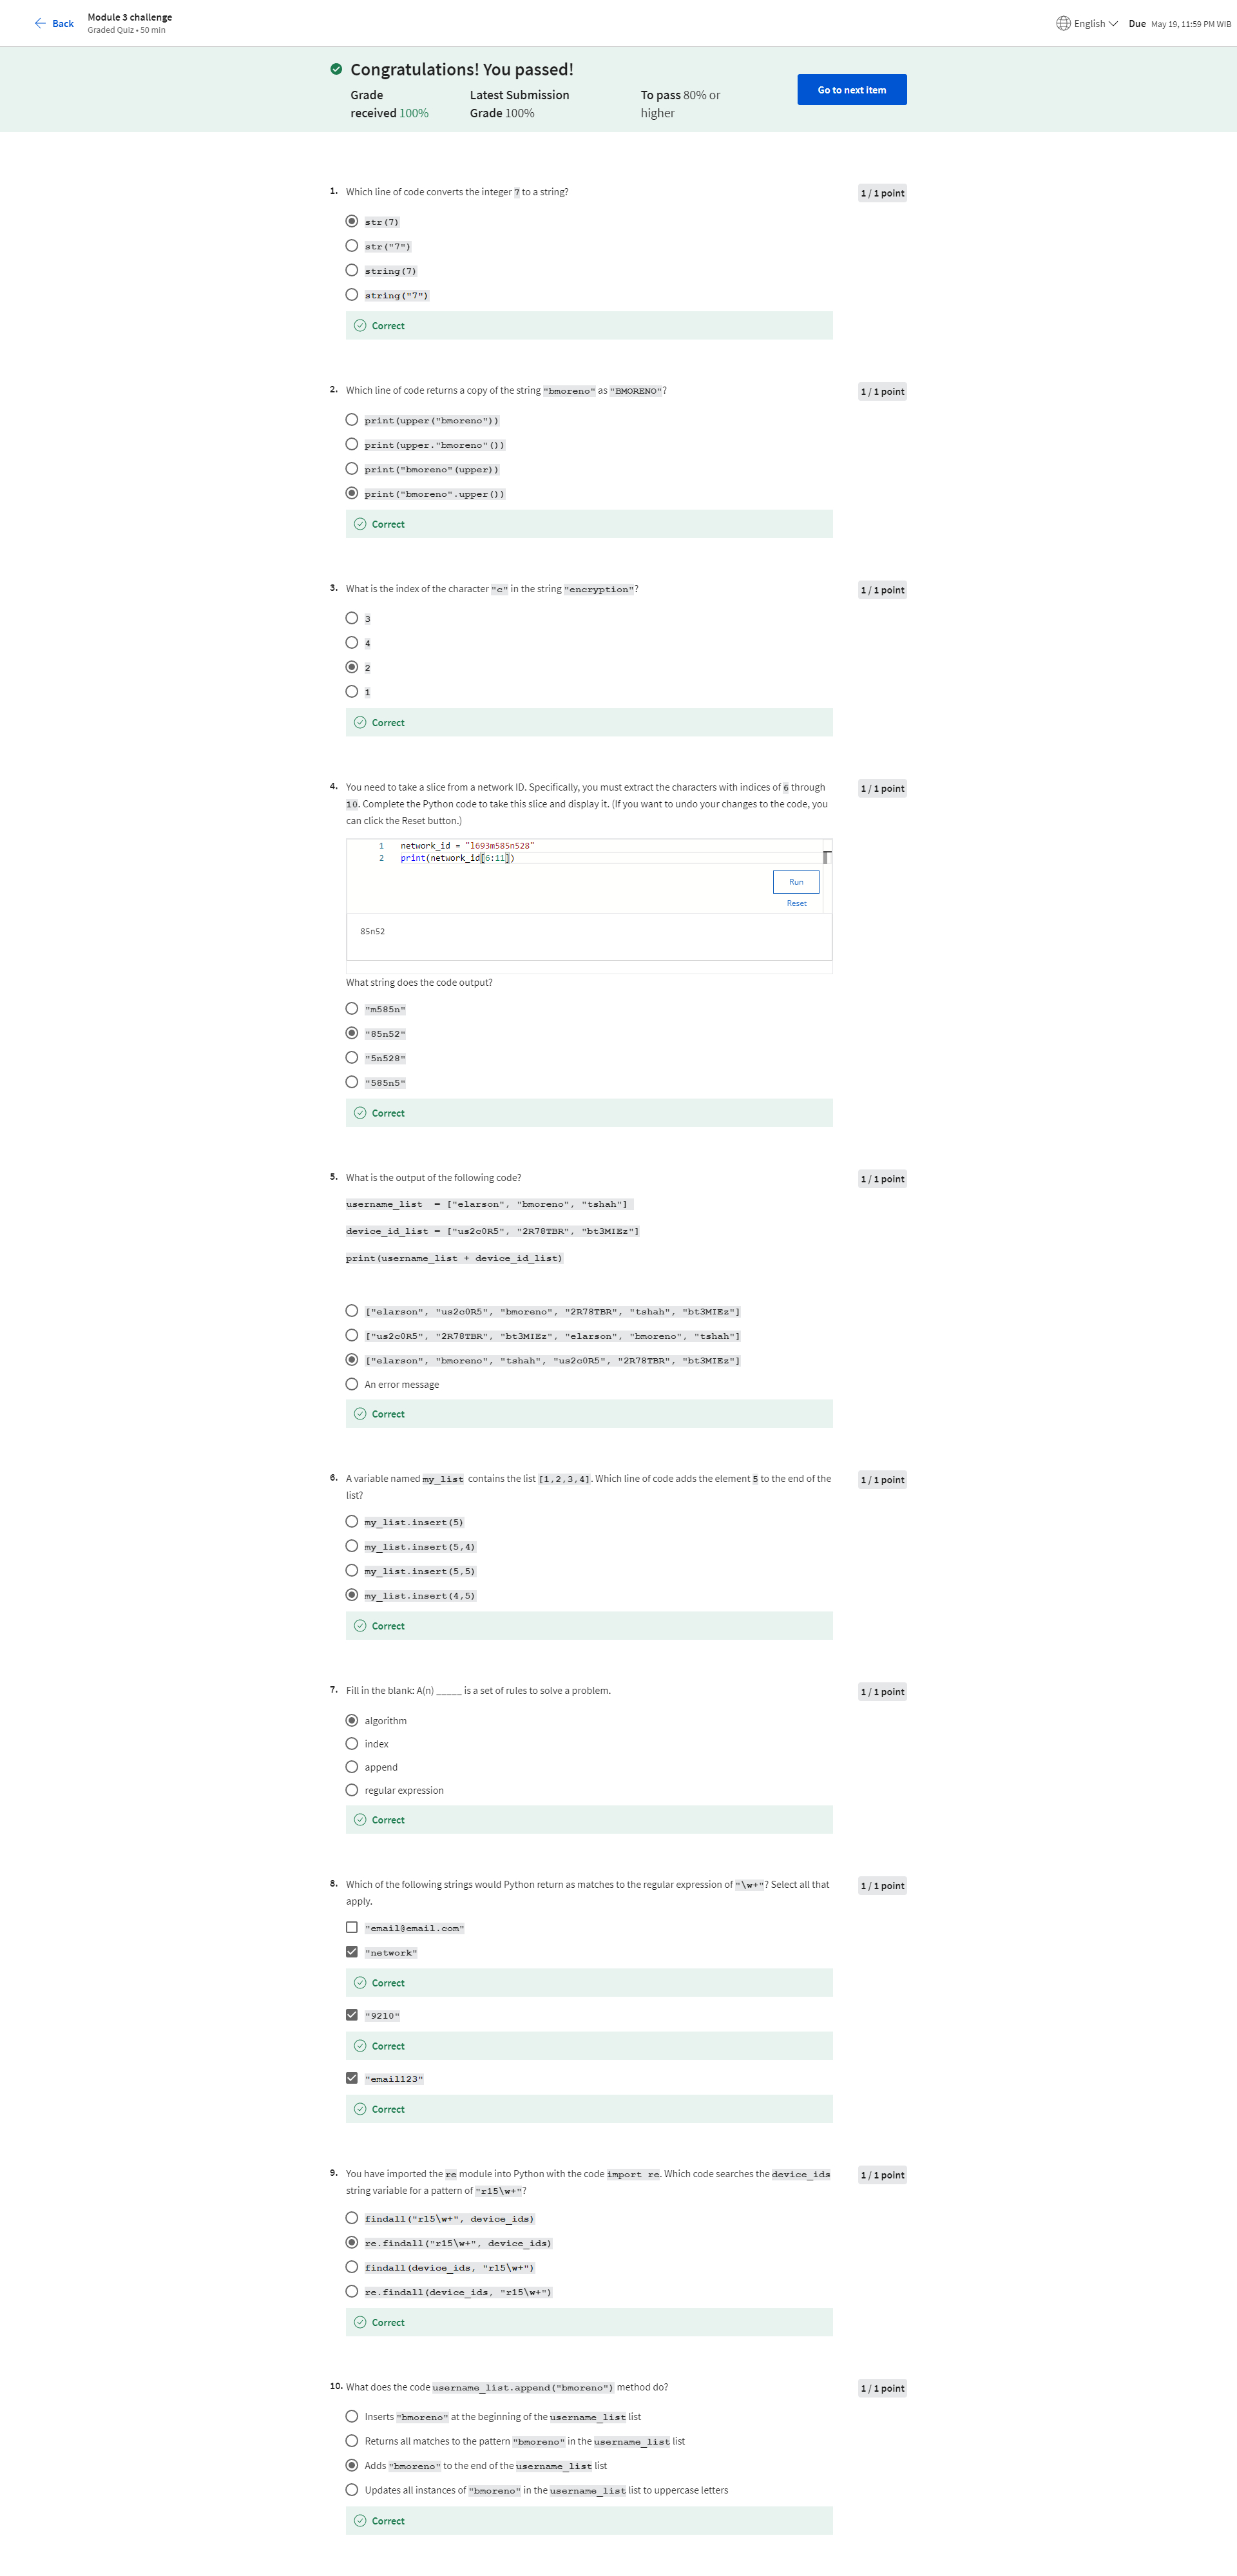 Back
Module 3 challenge
Graded Quiz • 50 min
English
Due May 19, 11:59 PM WIB
Congratulations! You passed!
Grade received 100%
Latest Submission Grade 100%
To pass 80% or higher
Go to next item
1. Which line of code converts the integer 7 to a string?
1 / 1 point
str(7)
str("7")
string(7)
string("7")
Correct
2. Which line of code returns a copy of the string "bmoreno" as "BMORENO"?
1 / 1 point
print(upper("bmoreno"))
print(upper."bmoreno"())
print("bmoreno"(upper))
print("bmoreno".upper())
Correct
3. What is the index of the character "c" in the string "encryption"?
1 / 1 point
3
4
2
1
Correct
4. You need to take a slice from a network ID. Specifically, you must extract the characters with indices of 6 through
10. Complete the Python code to take this slice and display it. (If you want to undo your changes to the code, you
can click the Reset button.)
1 / 1 point
1 network_id = "l693m585n528"
2 print(network_id[6:11])
Run
Reset
85n52
What string does the code output?
"m585n"
"85n52"
"5n528"
"585n5"
Correct
5. What is the output of the following code?
1 / 1 point
username_list  = ["elarson", "bmoreno", "tshah"]
device_id_list = ["us2c0R5", "2R78TBR", "bt3MIEz"]
print(username_list + device_id_list)
["elarson", "us2c0R5", "bmoreno", "2R78TBR", "tshah", "bt3MIEz"]
["us2c0R5", "2R78TBR", "bt3MIEz", "elarson", "bmoreno", "tshah"]
["elarson", "bmoreno", "tshah", "us2c0R5", "2R78TBR", "bt3MIEz"]
An error message
Correct
6. A variable named my_list contains the list [1,2,3,4]. Which line of code adds the element 5 to the end of the
list?
1 / 1 point
my_list.insert(5)
my_list.insert(5,4)
my_list.insert(5,5)
my_list.insert(4,5)
Correct
7. Fill in the blank: A(n) _____ is a set of rules to solve a problem.
1 / 1 point
algorithm
index
append
regular expression
Correct
8. Which of the following strings would Python return as matches to the regular expression of "\w+"? Select all that
apply.
1 / 1 point
"email@email.com"
"network"
Correct
"9210"
Correct
"email123"
Correct
9. You have imported the re module into Python with the code import re. Which code searches the device_ids
string variable for a pattern of "r15\w+"?
1 / 1 point
findall("r15\w+", device_ids)
re.findall("r15\w+", device_ids)
findall(device_ids, "r15\w+")
re.findall(device_ids, "r15\w+")
Correct
10. What does the code username_list.append("bmoreno") method do?
1 / 1 point
Inserts "bmoreno" at the beginning of the username_list list
Returns all matches to the pattern "bmoreno" in the username_list list
Adds "bmoreno" to the end of the username_list list
Updates all instances of "bmoreno" in the username_list list to uppercase letters
Correct